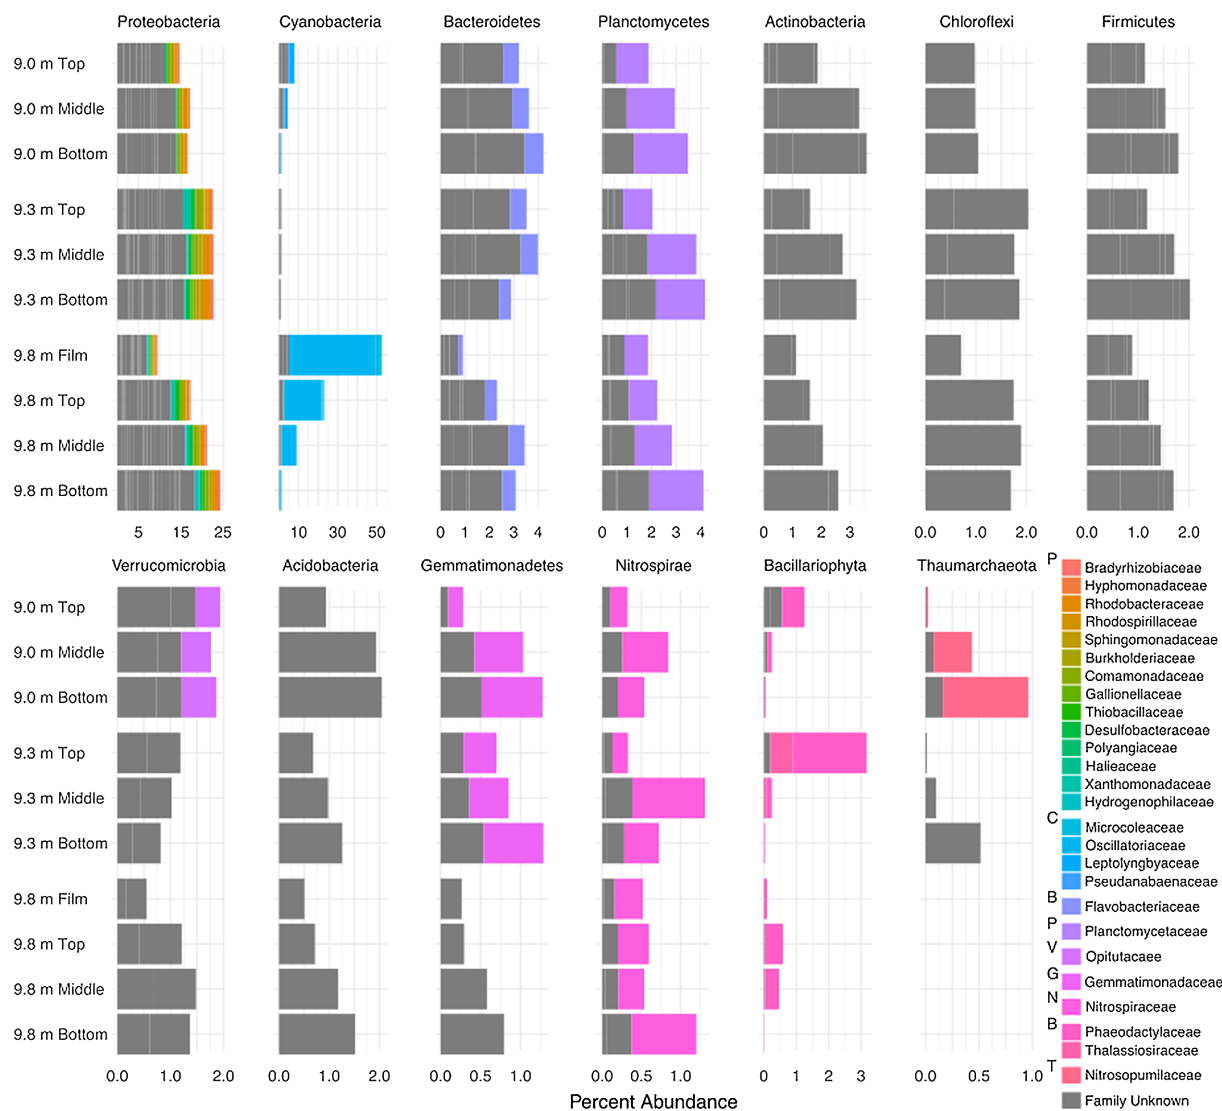 Proteobacteria Cyanobacteria Bacteroidetes Planctomycetes Actinobacteria Chloroflexi Firmicutes
9.0 m Top
9.0 m Middle
9.0 m Bottom
9.3 m Top
9.3 m Middle
9.3 m Bottom
9.8 m Film
9.8 m Top
9.8 m Middle
9.8 m Bottom
5 15 25 10 30 50 0 1 2 3 4 0 1 2 3 4 0 1 2 3 0.0 1.0 2.0 0.0 1.0 2.0
Verrucomicrobia Acidobacteria Gemmatimonadetes Nitrospirae Bacillariophyta Thaumarchaeota
9.0 m Top
9.0 m Middle
9.0 m Bottom
9.3 m Top
9.3 m Middle
9.3 m Bottom
9.8 m Film
9.8 m Top
9.8 m Middle
9.8 m Bottom
0.0 1.0 2.0 0.0 1.0 2.0 0.0 0.5 1.0 0.0 0.5 1.0 0 1 2 3 0.0 0.5 1.0
Percent Abundance
P
Bradyrhizobiaceae
Hyphomonadaceae
Rhodobacteraceae
Rhodospirillaceae
Sphingomonadaceae
Burkholderiaceae
Comamonadaceae
Gallionellaceae
Thiobacillaceae
Desulfobacteraceae
Polyangiaceae
Halieaceae
Xanthomonadaceae
Hydrogenophilaceae
C
Microcoleaceae
Oscillatoriaceae
Leptolyngbyaceae
Pseudanabaenaceae
B
Flavobacteriaceae
P
Planctomycetaceae
V
Opitutacaee
G
Gemmatimonadaceae
N
Nitrospiraceae
B
Phaeodactylaceae
Thalassiosiraceae
T
Nitrosopumilaceae
Family Unknown